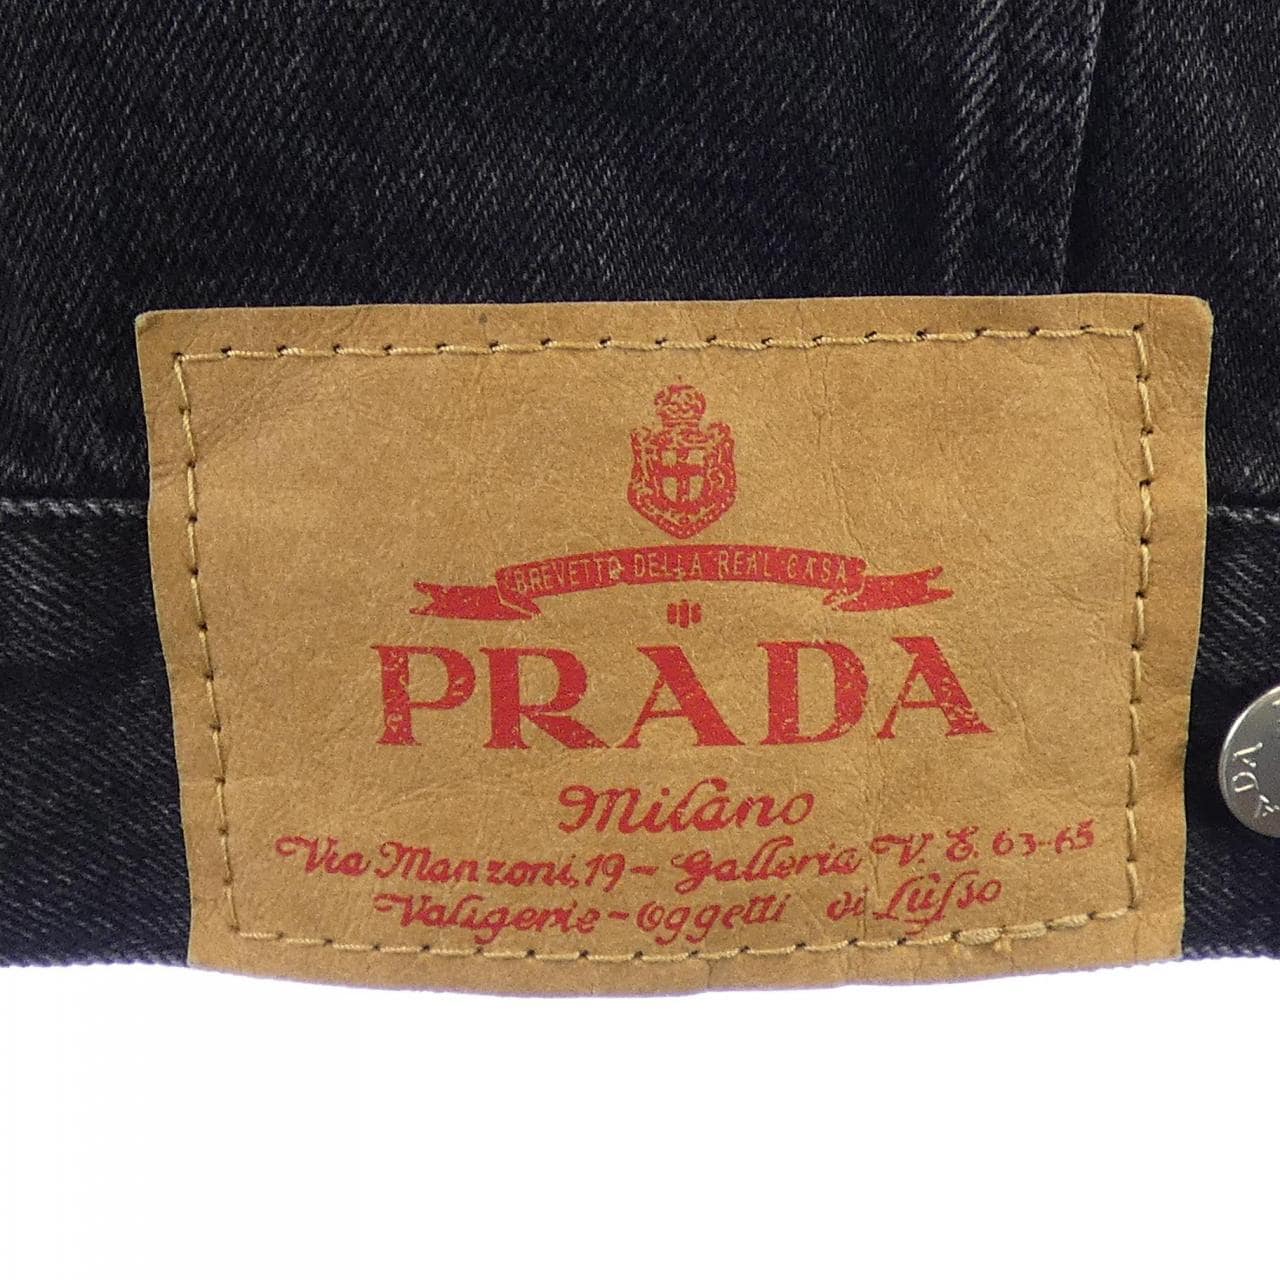 BREVETTO DELLA REAL CASA
PRADA
Milano
Via Manzoni, 19 - Galleria V. E. 63-65
Valigerie - Oggetti di Lusso